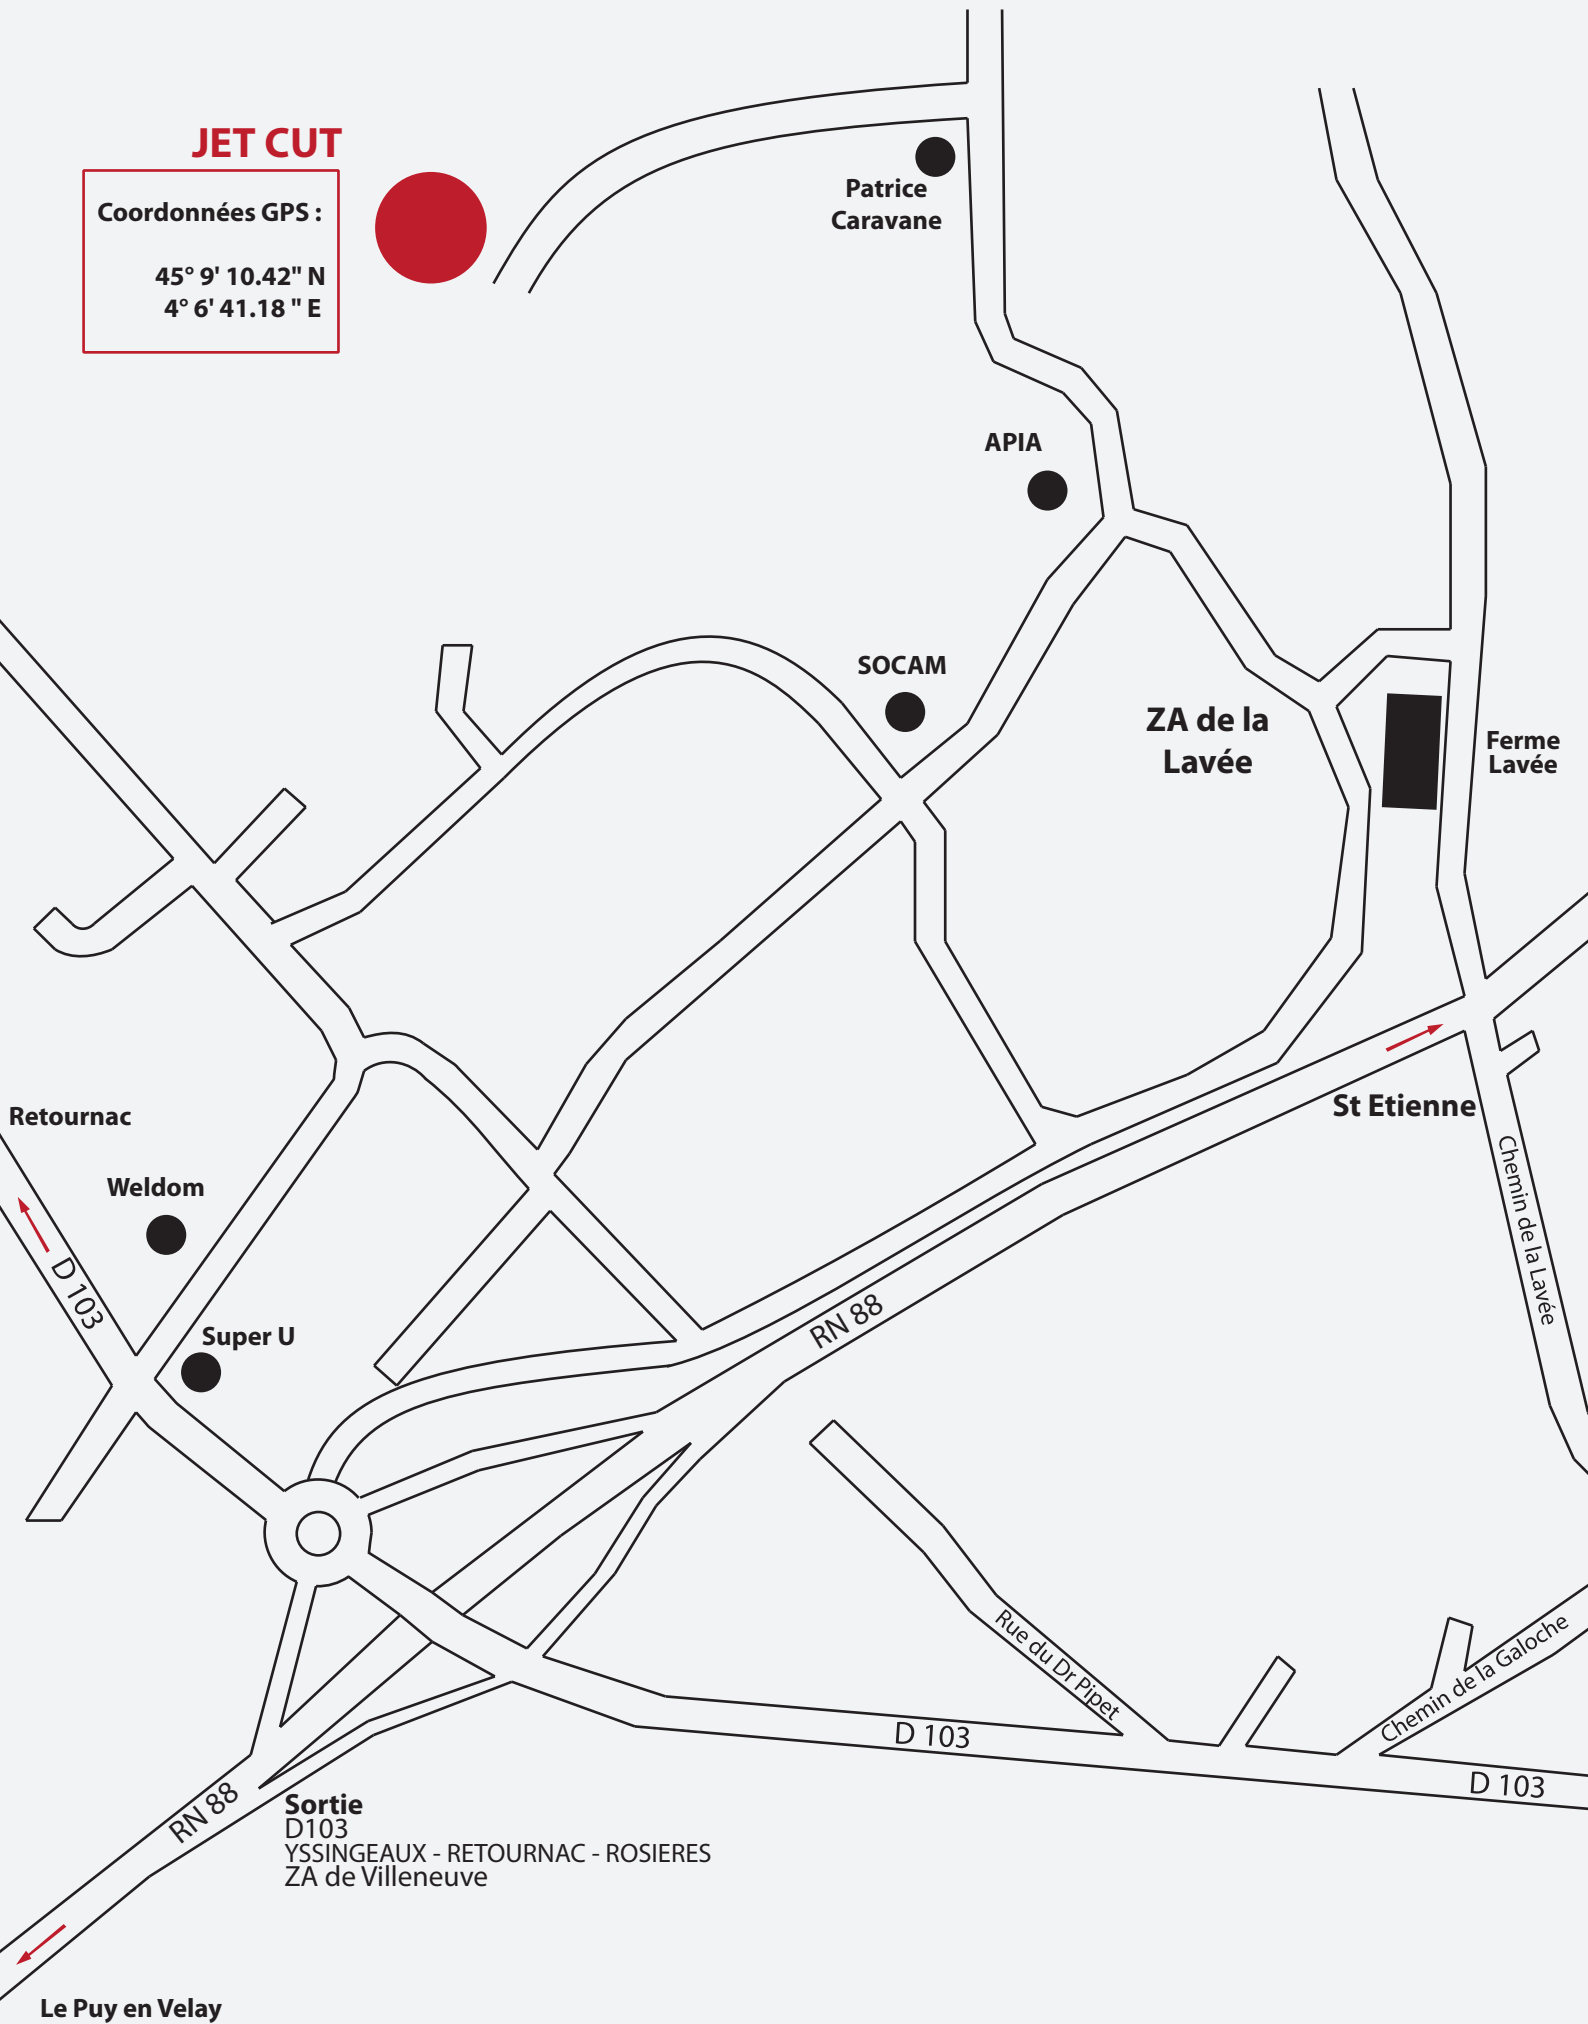 JET CUT
Coordonnées GPS :
45° 9' 10.42" N
4° 6' 41.18 " E
Patrice
Caravane
APIA
SOCAM
ZA de la
Lavée
Ferme
Lavée
Retournac
St Etienne
Weldom
D 103
Chemin de la Lavée
Super U
RN 88
Rue du Dr Pipet
Chemin de la Galoche
D 103
D 103
RN 88
Sortie
D103
YSSINGEAUX - RETOURNAC - ROSIERES
ZA de Villeneuve
Le Puy en Velay